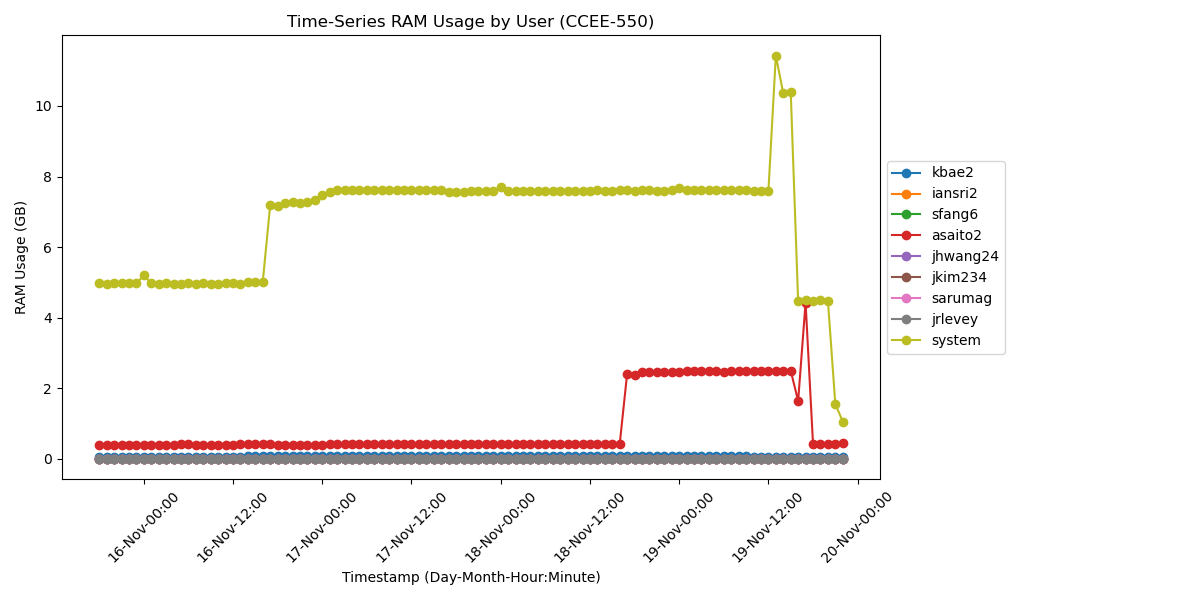 Time-Series RAM Usage by User (CCEE-550)
RAM Usage (GB)
10
8
6
4
2
0
16-Nov-00:00
16-Nov-12:00
17-Nov-00:00
17-Nov-12:00
18-Nov-00:00
18-Nov-12:00
19-Nov-00:00
19-Nov-12:00
20-Nov-00:00
Timestamp (Day-Month-Hour:Minute)
kbae2
iansri2
sfang6
asaito2
jhwang24
jkim234
sarumag
jrlevey
system